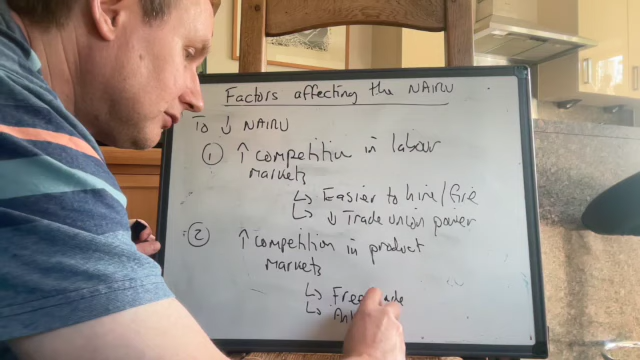 Factors affecting the NAIRU
To ↓ NAIRU
① ↑ competition in labour
markets
↳ Easier to hire/fire
↳ ↓ Trade union power
② ↑ competition in product
markets
↳
↳